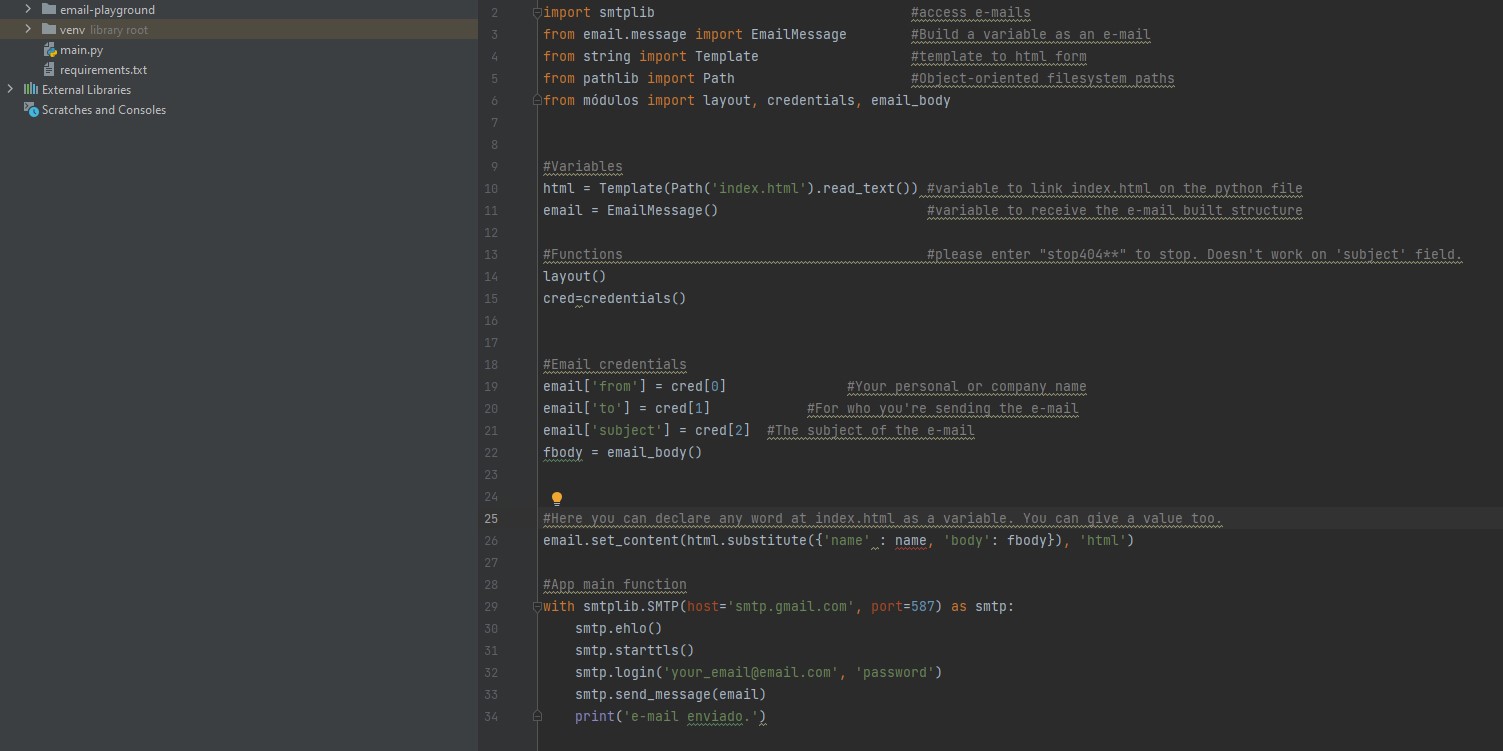 email-playground
venv library root
main.py
requirements.txt
External Libraries
Scratches and Consoles
2 import smtplib #access e-mails
3 from email.message import EmailMessage #Build a variable as an e-mail
4 from string import Template #template to html form
5 from pathlib import Path #Object-oriented filesystem paths
6 from módulos import layout, credentials, email_body
7
8
9 #Variables
10 html = Template(Path('index.html').read_text()) #variable to link index.html on the python file
11 email = EmailMessage() #variable to receive the e-mail built structure
12
13 #Functions #please enter "stop404**" to stop. Doesn't work on 'subject' field.
14 layout()
15 cred=credentials()
16
17
18 #Email credentials
19 email['from'] = cred[0] #Your personal or company name
20 email['to'] = cred[1] #For who you're sending the e-mail
21 email['subject'] = cred[2] #The subject of the e-mail
22 fbody = email_body()
23
24
25 #Here you can declare any word at index.html as a variable. You can give a value too.
26 email.set_content(html.substitute({'name' : name, 'body': fbody}), 'html')
27
28 #App main function
29 with smtplib.SMTP(host='smtp.gmail.com', port=587) as smtp:
30 smtp.ehlo()
31 smtp.starttls()
32 smtp.login('your_email@email.com', 'password')
33 smtp.send_message(email)
34 print('e-mail enviado.')